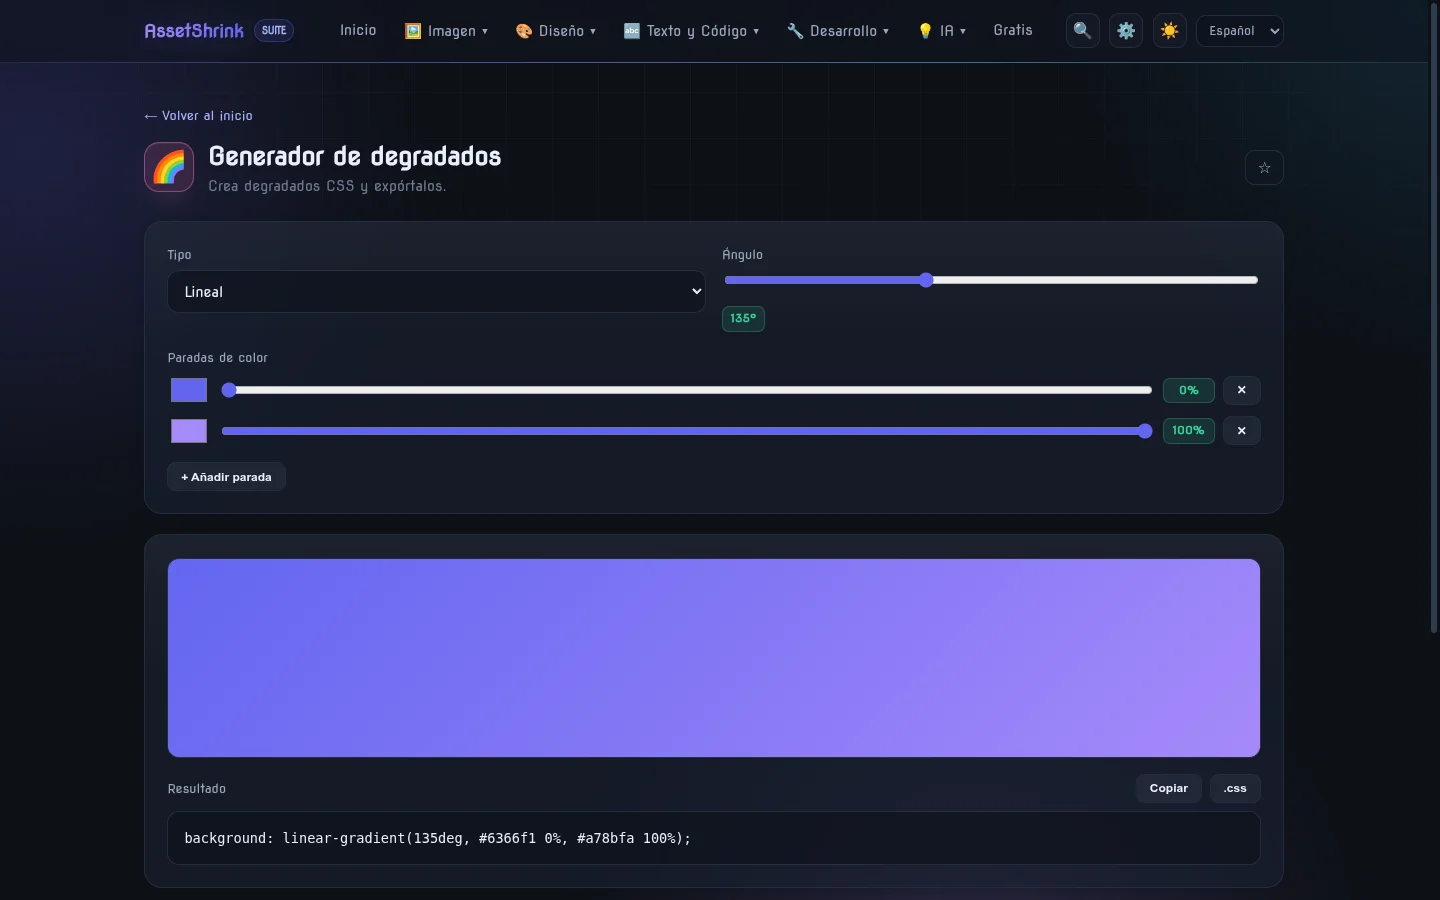 AssetShrink SUITE Inicio 🖼️ Imagen ▾ 🎨 Diseño ▾ 🔤 Texto y Código ▾ 🔧 Desarrollo ▾ 💡 IA ▾ Gratis 🔍 ⚙️ ☀️ Español
← Volver al inicio
Generador de degradados
Crea degradados CSS y expórtalos.
☆
Tipo
Lineal
Ángulo
135°
Paradas de color
0% ✕
100% ✕
+ Añadir parada
Resultado
Copiar .css
background: linear-gradient(135deg, #6366f1 0%, #a78bfa 100%);